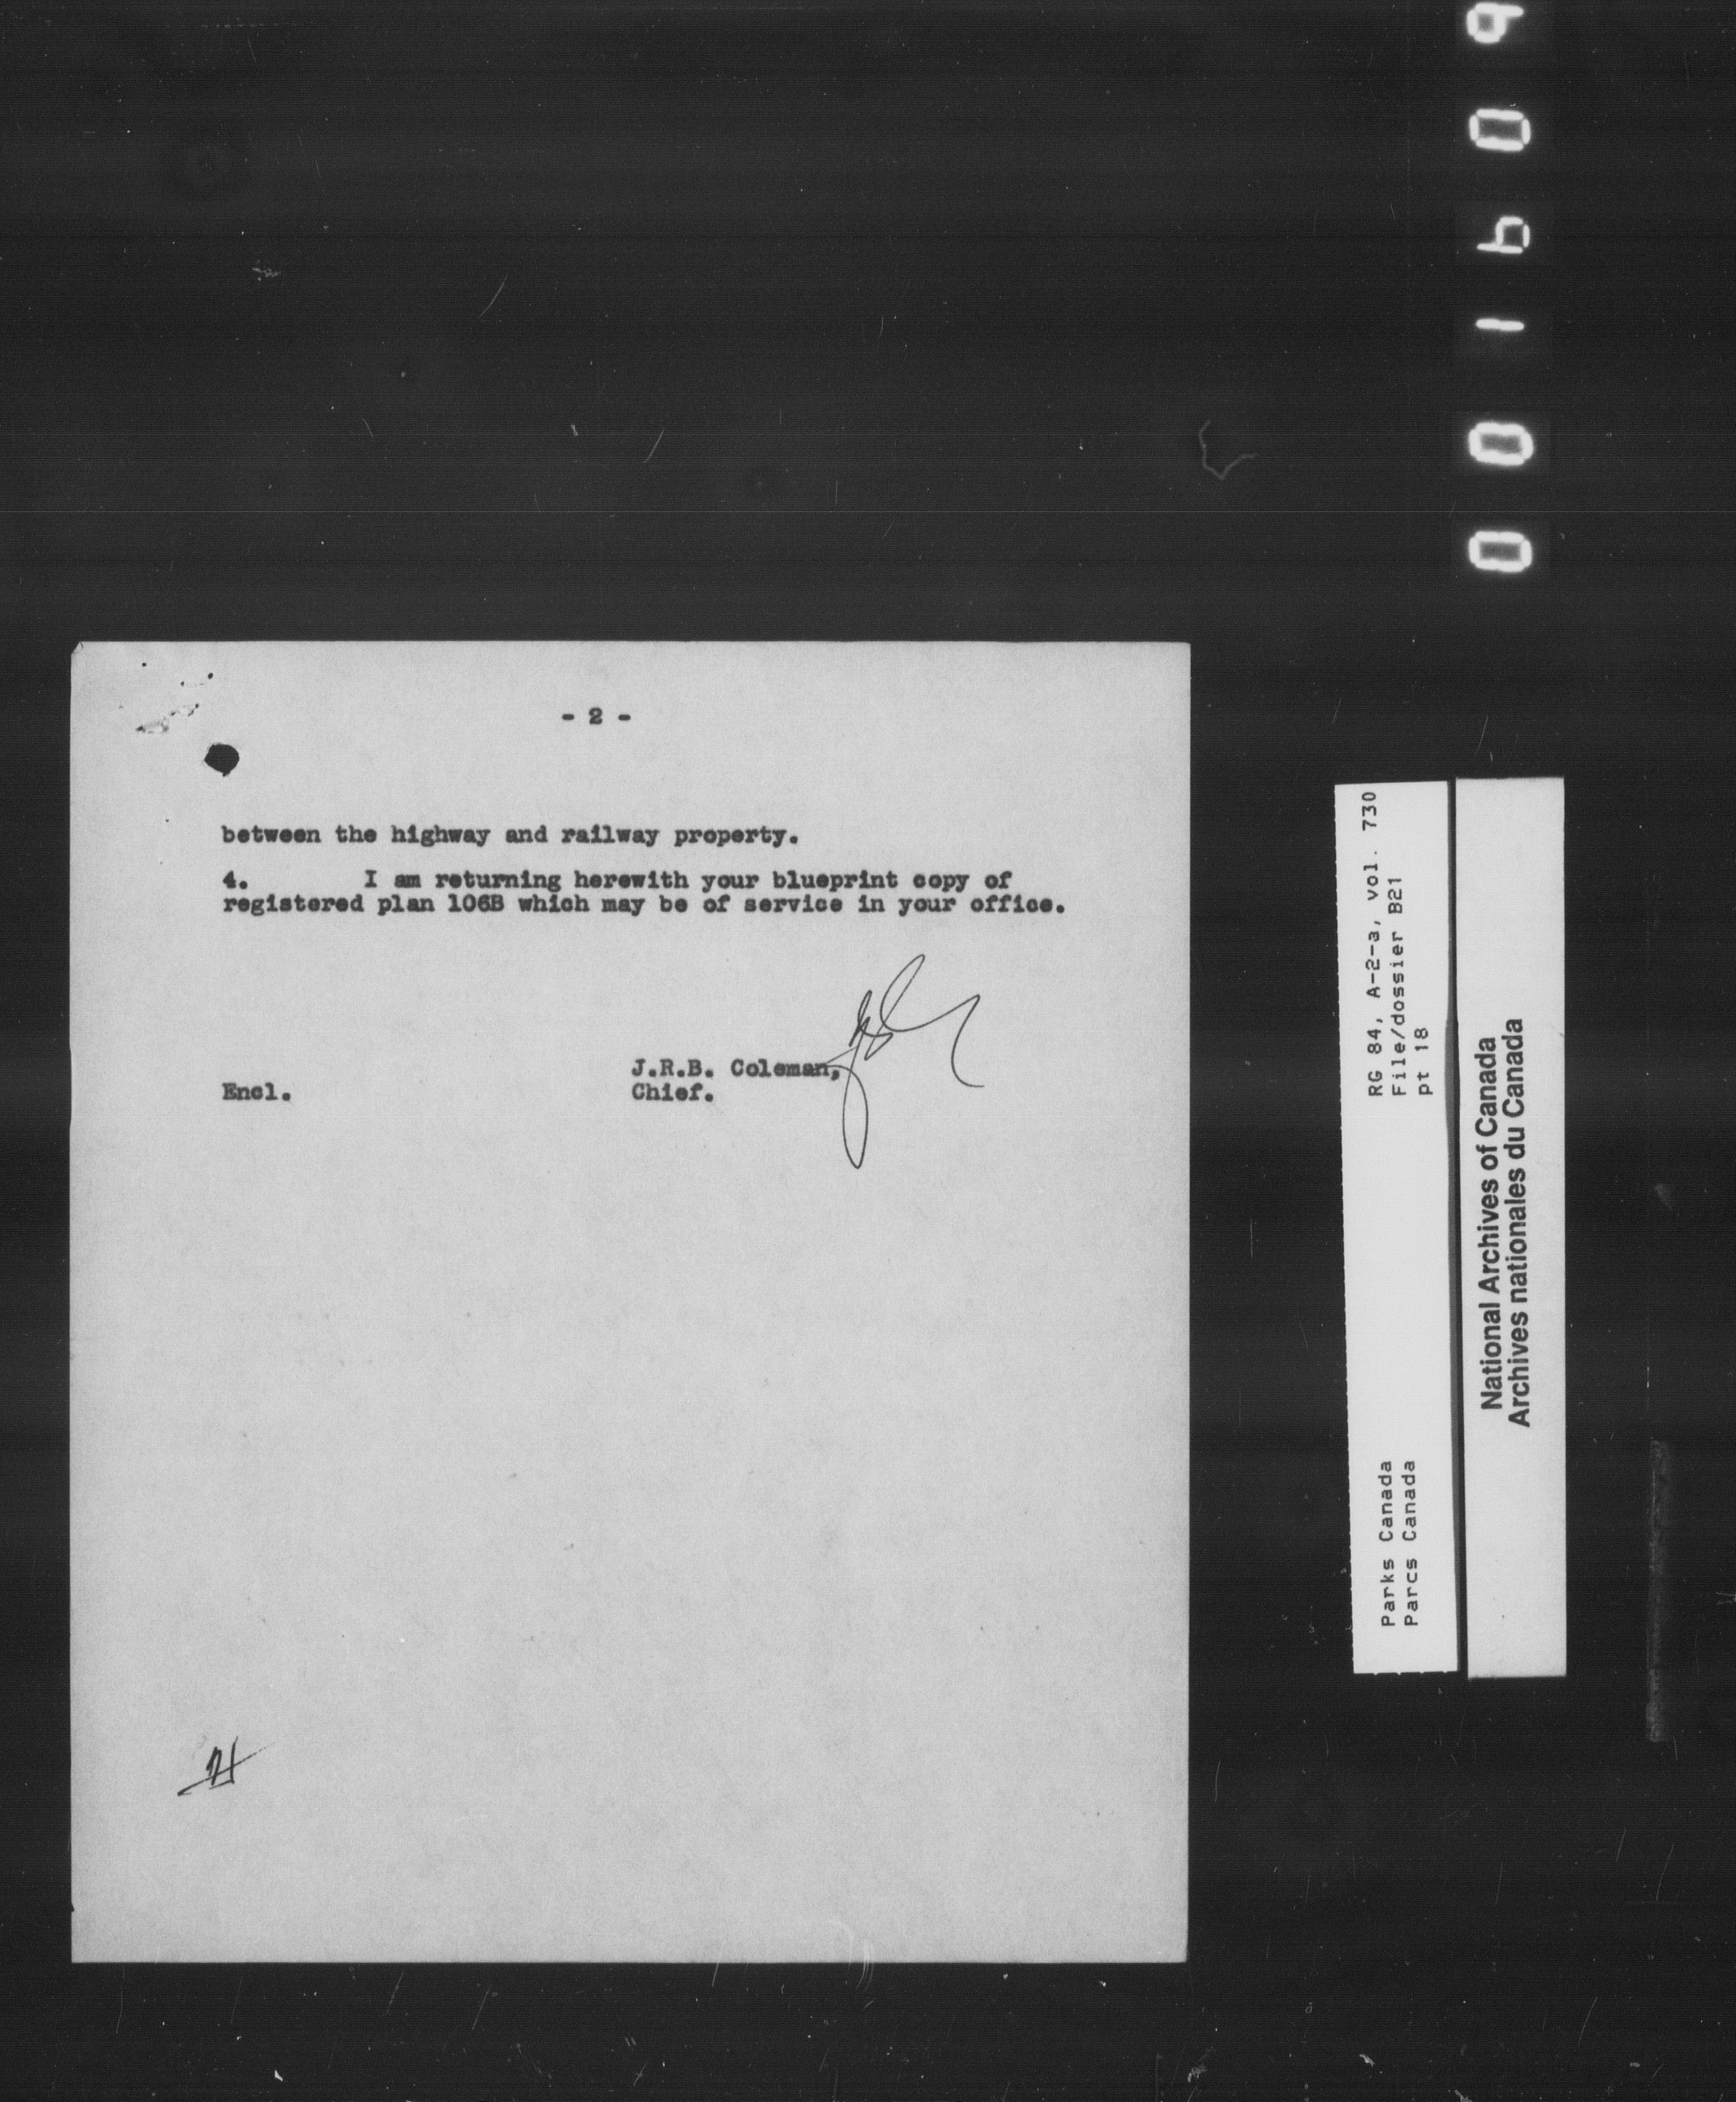 - 2 -
between the highway and railway property.
4. I am returning herewith your blueprint copy of
registered plan 106B which may be of service in your office.
J.R.B. Coleman,
Encl. Chief.
RG 84, A-2-a, vol. 730
File/dossier B21
pt 18
Parks Canada
Parcs Canada
National Archives of Canada
Archives nationales du Canada
001609